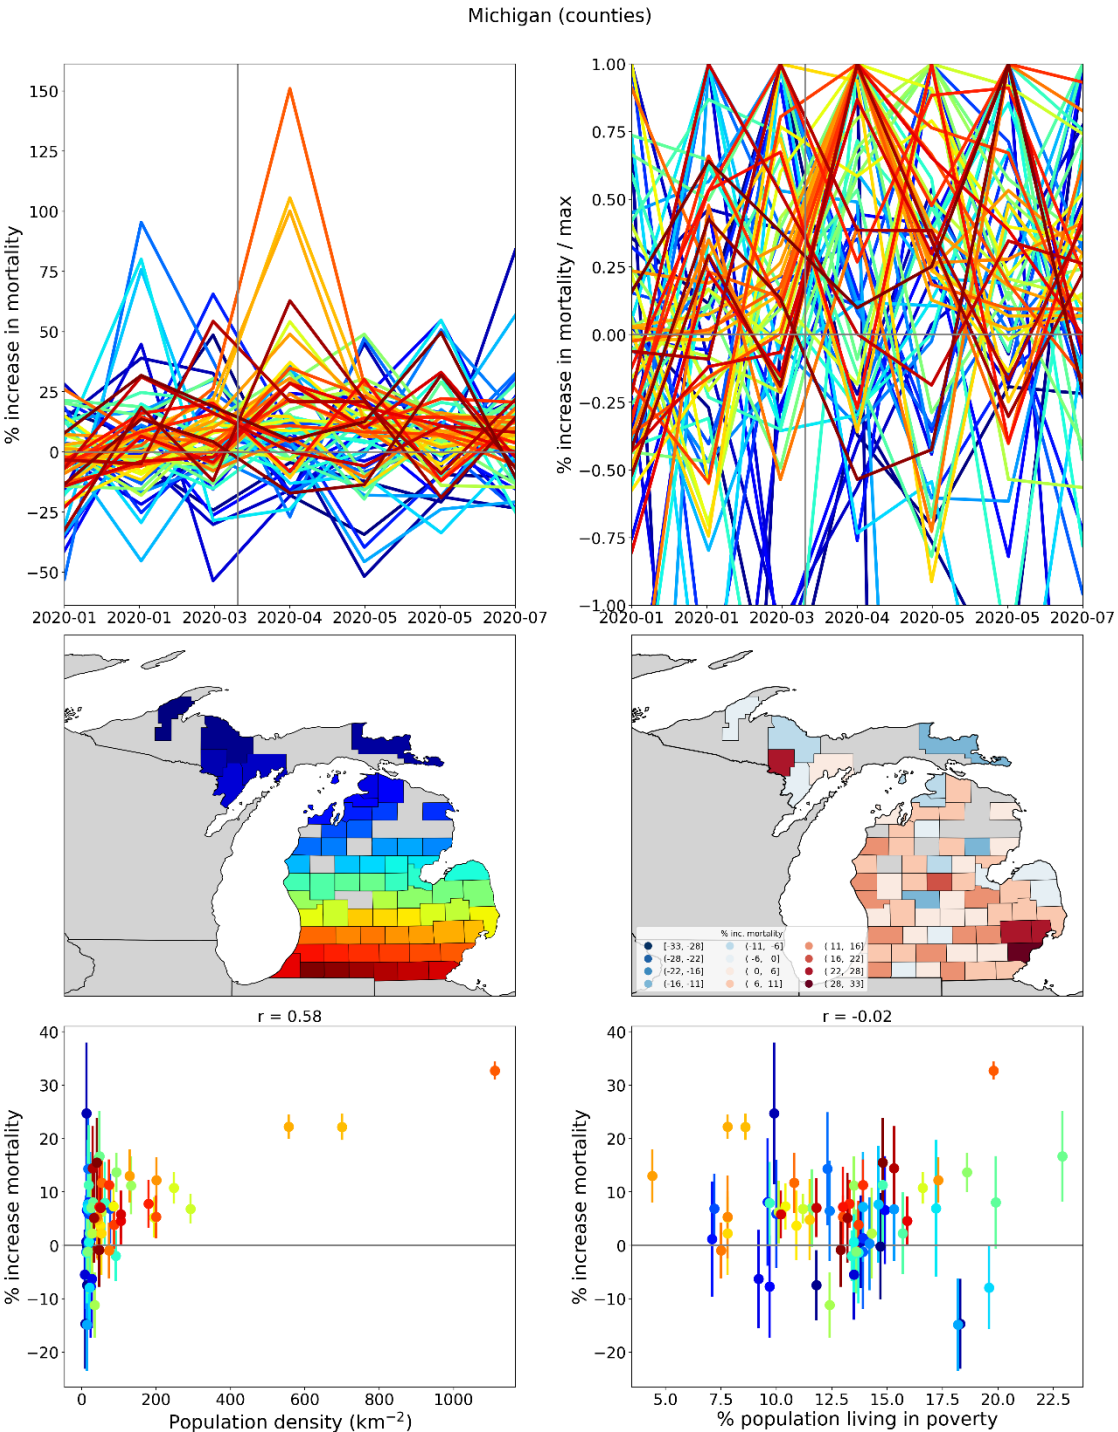 Michigan (counties)
% increase in mortality
150
125
100
75
50
25
0
−25
−50
2020-01 2020-01 2020-03 2020-04 2020-05 2020-05 2020-07
% increase in mortality / max
1.00
0.75
0.50
0.25
0.00
−0.25
−0.50
−0.75
−1.00
2020-01 2020-01 2020-03 2020-04 2020-05 2020-05 2020-07
% inc. mortality
[-33, -28] (-11, -6] ( 11, 16]
(-28, -22] ( -6, 0] ( 16, 22]
(-22, -16] ( 0, 6] ( 22, 28]
(-16, -11] ( 6, 11] ( 28, 33]
r = 0.58
% increase mortality
40
30
20
10
0
−10
−20
0 200 400 600 800 1000
Population density (km⁻²)
r = -0.02
% increase mortality
40
30
20
10
0
−10
−20
5.0 7.5 10.0 12.5 15.0 17.5 20.0 22.5
% population living in poverty